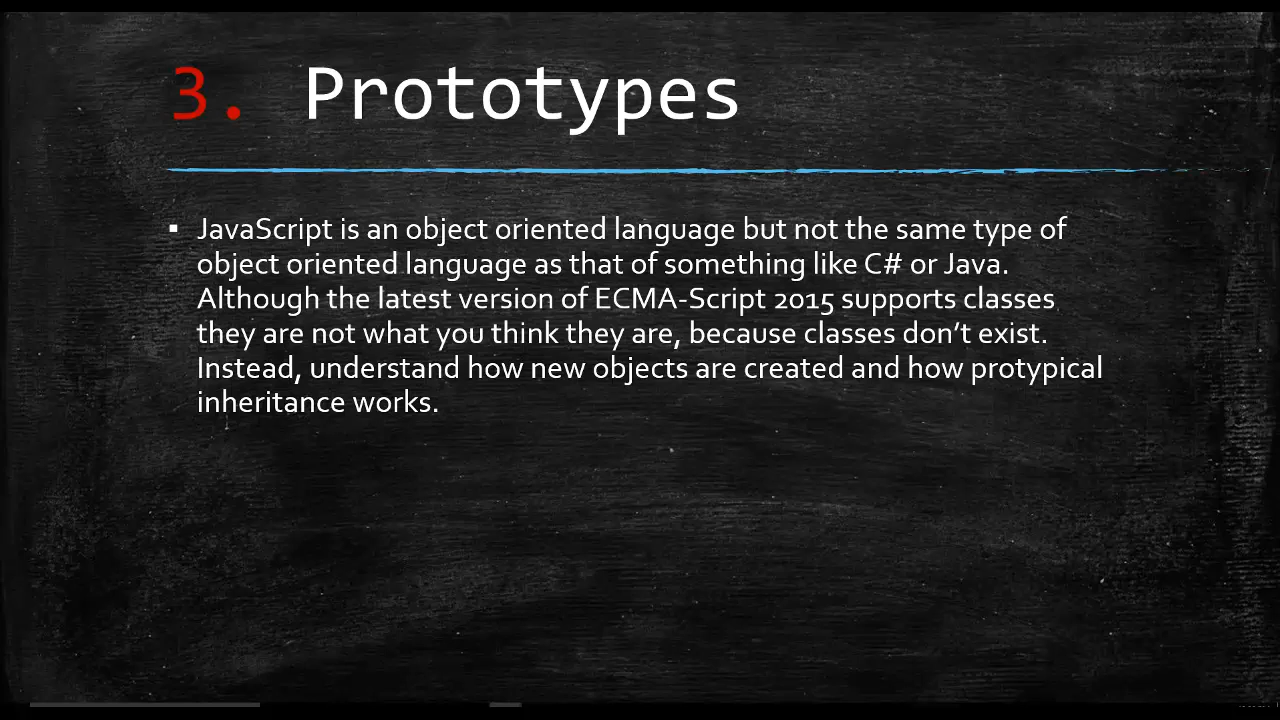 3. Prototypes
▪ JavaScript is an object oriented language but not the same type of
object oriented language as that of something like C# or Java.
Although the latest version of ECMA-Script 2015 supports classes
they are not what you think they are, because classes don’t exist.
Instead, understand how new objects are created and how protypical
inheritance works.